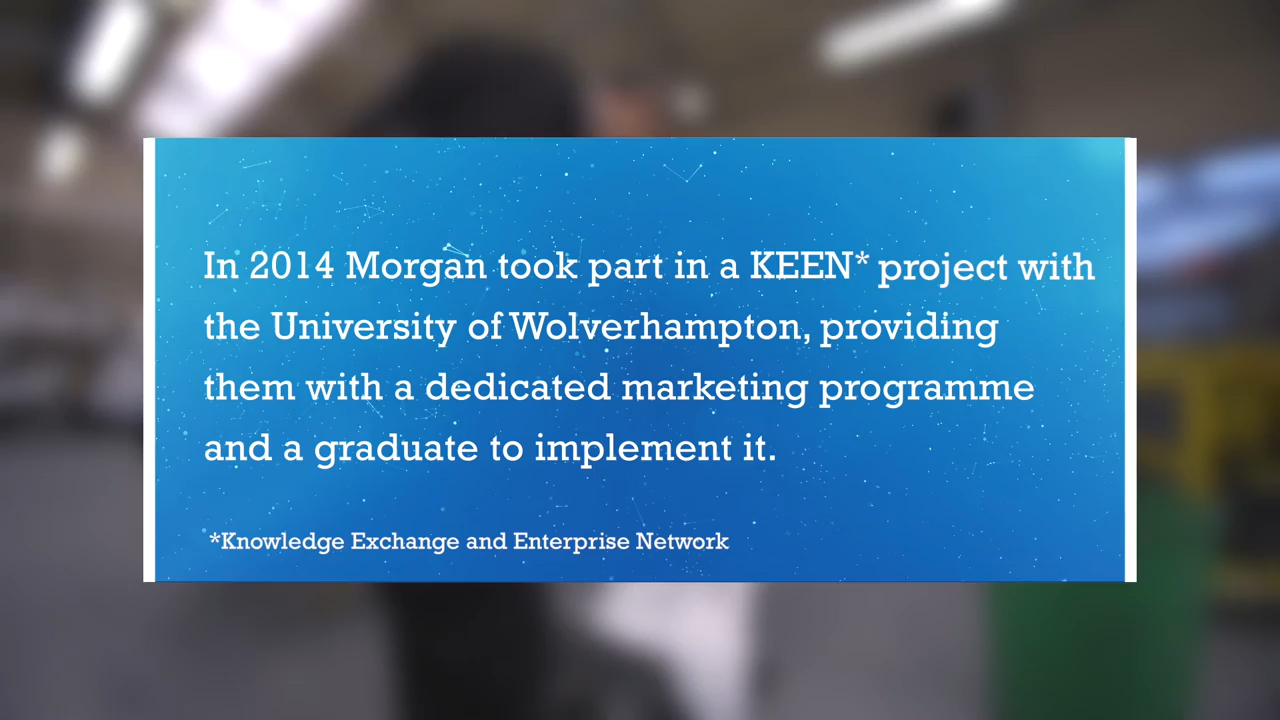 In 2014 Morgan took part in a KEEN* project with
the University of Wolverhampton, providing
them with a dedicated marketing programme
and a graduate to implement it.
*Knowledge Exchange and Enterprise Network